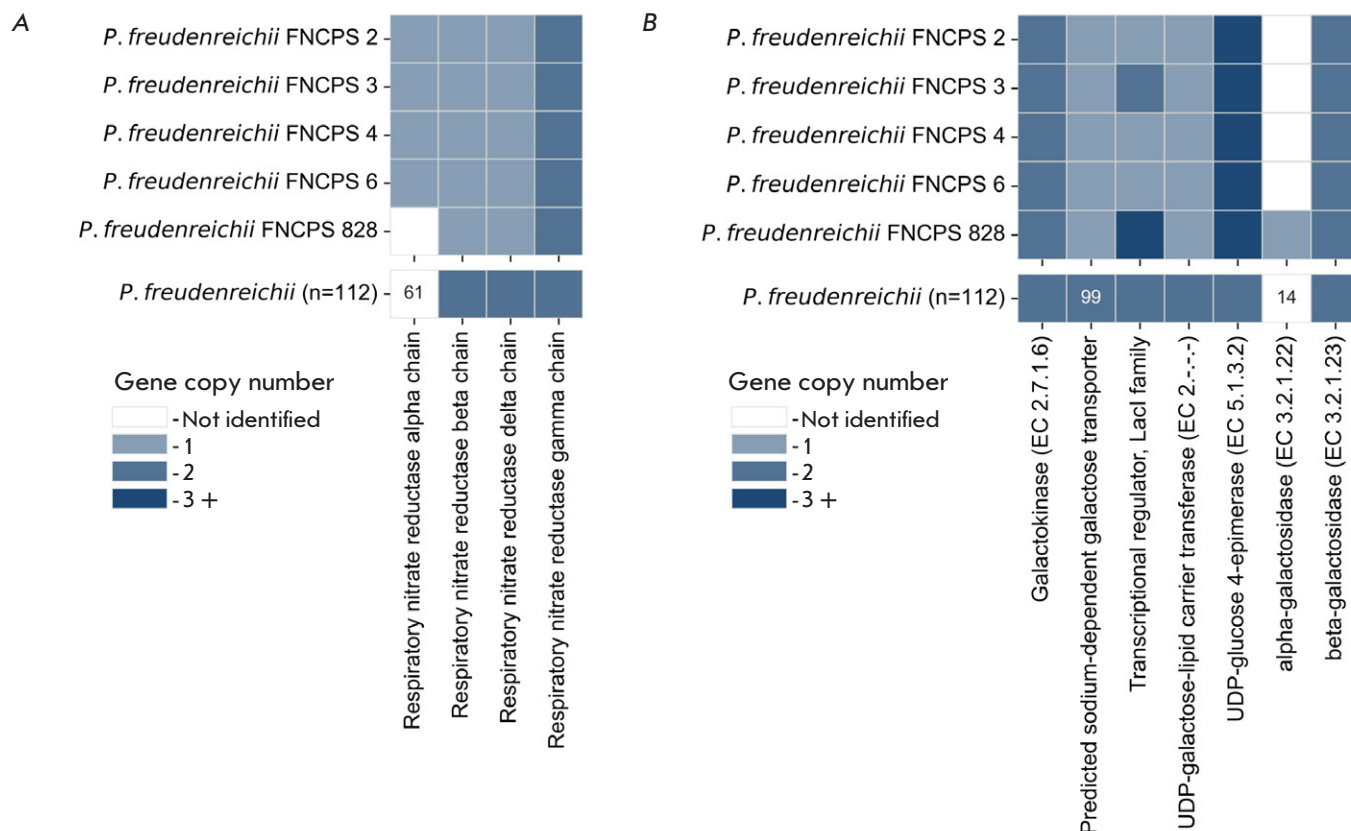 A
P. freudenreichii FNCPS 2
P. freudenreichii FNCPS 3
P. freudenreichii FNCPS 4
P. freudenreichii FNCPS 6
P. freudenreichii FNCPS 828
P. freudenreichii (n=112)
61
Respiratory nitrate reductase alpha chain
Respiratory nitrate reductase beta chain
Respiratory nitrate reductase delta chain
Respiratory nitrate reductase gamma chain
Gene copy number
-Not identified
-1
-2
-3 +
B
P. freudenreichii FNCPS 2
P. freudenreichii FNCPS 3
P. freudenreichii FNCPS 4
P. freudenreichii FNCPS 6
P. freudenreichii FNCPS 828
P. freudenreichii (n=112)
99
14
Galactokinase (EC 2.7.1.6)
Predicted sodium-dependent galactose transporter
Transcriptional regulator, LacI family
UDP-galactose-lipid carrier transferase (EC 2.-.-.-)
UDP-glucose 4-epimerase (EC 5.1.3.2)
alpha-galactosidase (EC 3.2.1.22)
beta-galactosidase (EC 3.2.1.23)
Gene copy number
-Not identified
-1
-2
-3 +